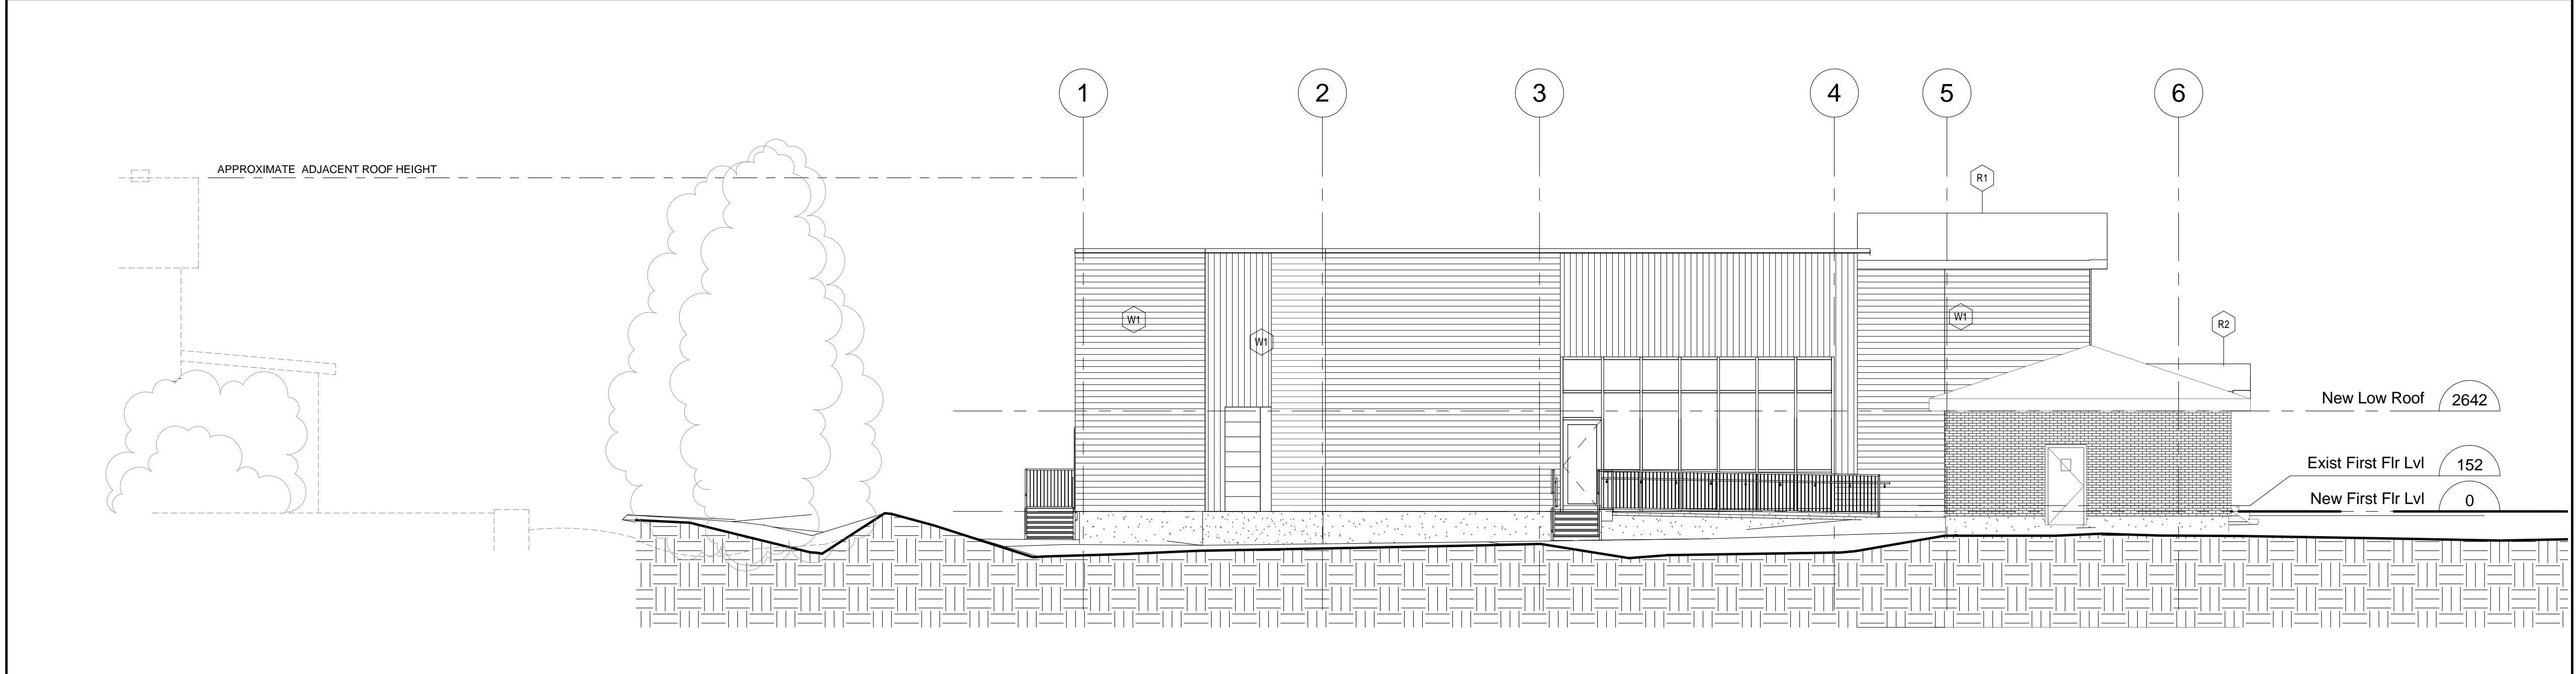 1
2
3
4
5
6
APPROXIMATE ADJACENT ROOF HEIGHT
R1
W1
W1
W1
R2
New Low Roof 2642
Exist First Flr Lvl 152
New First Flr Lvl 0